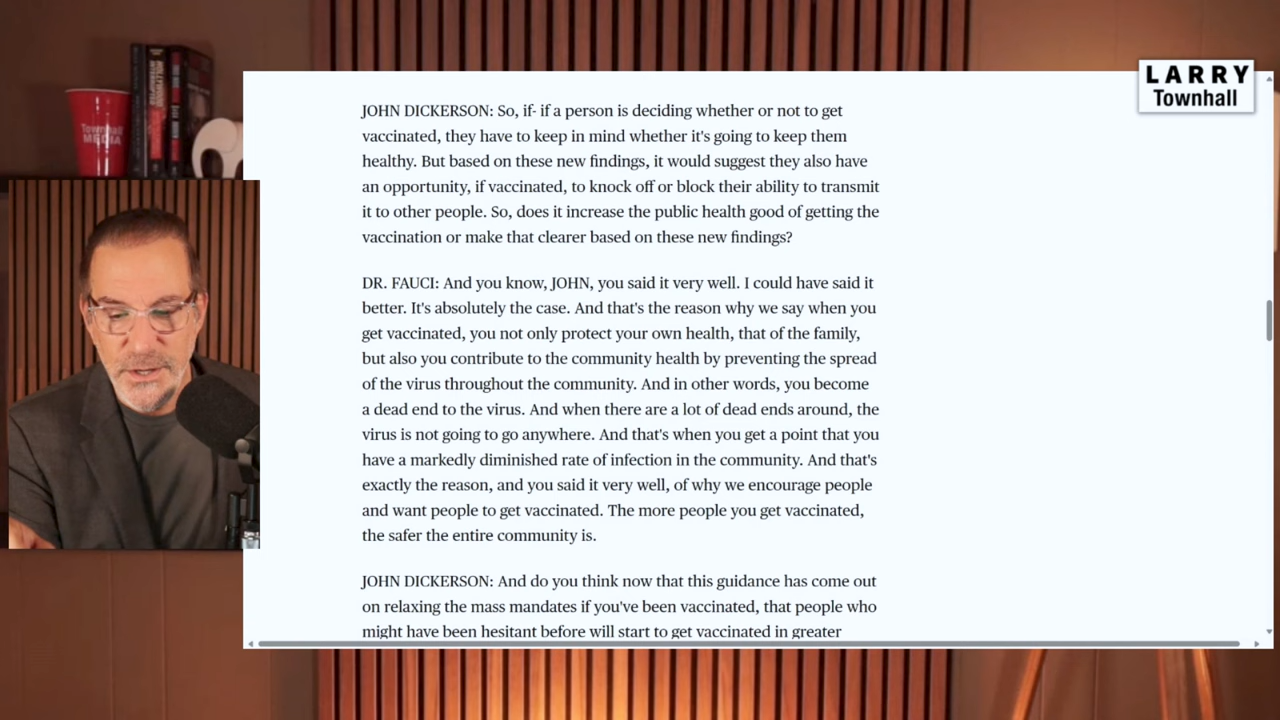 LARRY
Townhall
JOHN DICKERSON: So, if- if a person is deciding whether or not to get
vaccinated, they have to keep in mind whether it's going to keep them
healthy. But based on these new findings, it would suggest they also have
an opportunity, if vaccinated, to knock off or block their ability to transmit
it to other people. So, does it increase the public health good of getting the
vaccination or make that clearer based on these new findings?
DR. FAUCI: And you know, JOHN, you said it very well. I could have said it
better. It's absolutely the case. And that's the reason why we say when you
get vaccinated, you not only protect your own health, that of the family,
but also you contribute to the community health by preventing the spread
of the virus throughout the community. And in other words, you become
a dead end to the virus. And when there are a lot of dead ends around, the
virus is not going to go anywhere. And that's when you get a point that you
have a markedly diminished rate of infection in the community. And that's
exactly the reason, and you said it very well, of why we encourage people
and want people to get vaccinated. The more people you get vaccinated,
the safer the entire community is.
JOHN DICKERSON: And do you think now that this guidance has come out
on relaxing the mass mandates if you've been vaccinated, that people who
might have been hesitant before will start to get vaccinated in greater
Townhall
MEDIA